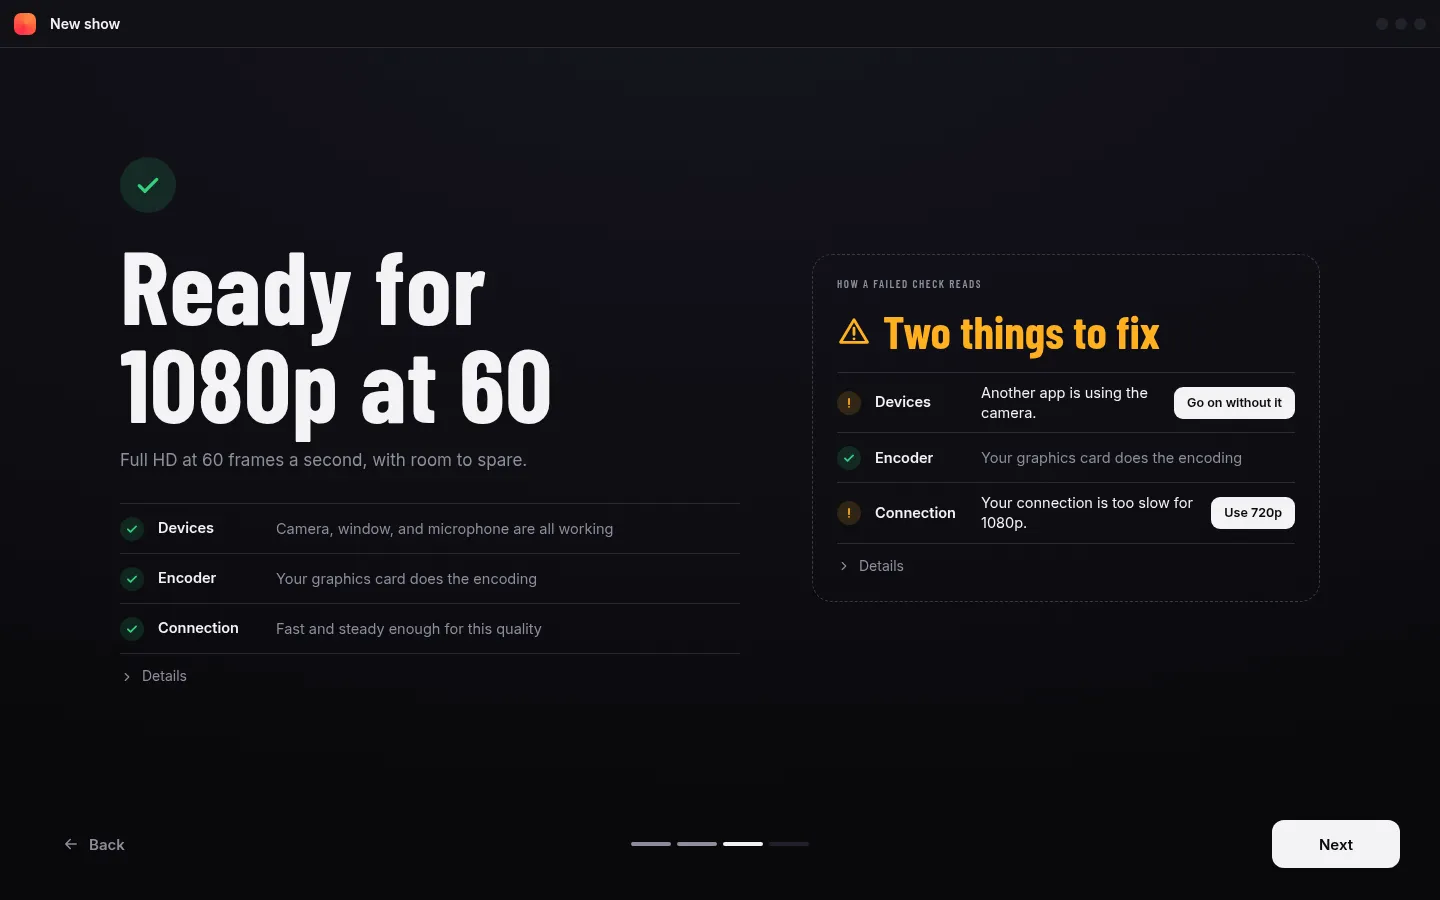 New show
Ready for
1080p at 60
Full HD at 60 frames a second, with room to spare.
Devices Camera, window, and microphone are all working
Encoder Your graphics card does the encoding
Connection Fast and steady enough for this quality
Details
HOW A FAILED CHECK READS
Two things to fix
Devices Another app is using the
camera. Go on without it
Encoder Your graphics card does the encoding
Connection Your connection is too slow for
1080p. Use 720p
Details
Back
Next